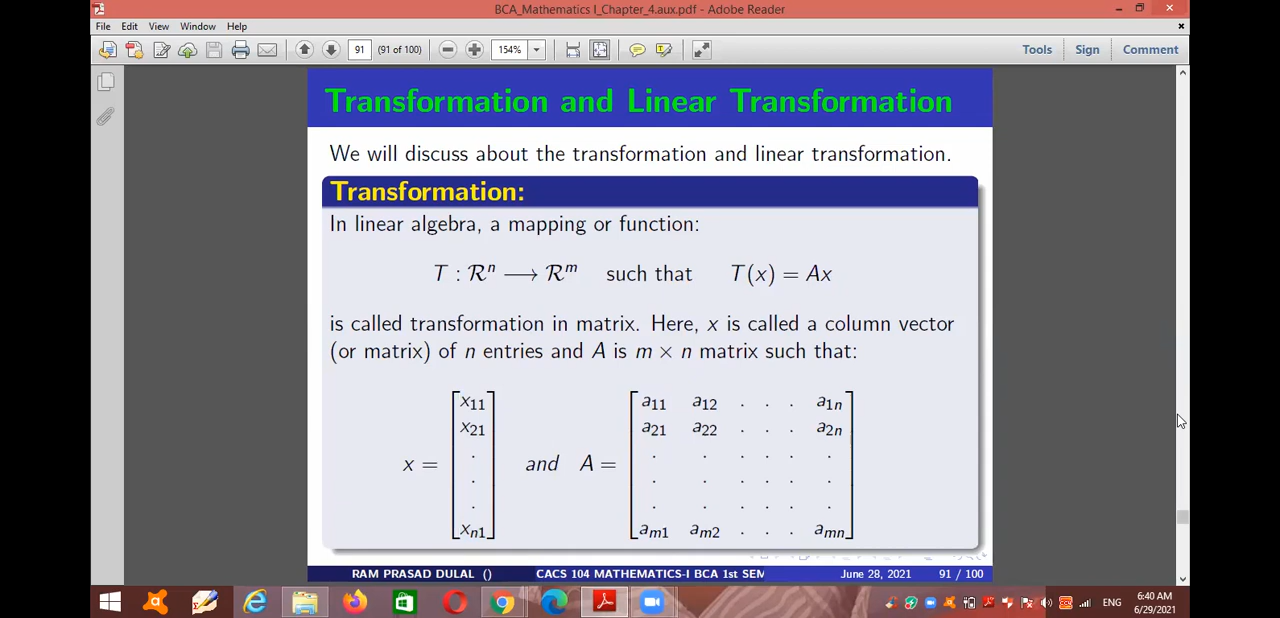 BCA_Mathematics I_Chapter_4.aux.pdf - Adobe Reader
File Edit View Window Help
91 (91 of 100) 154% Tools Sign Comment
Transformation and Linear Transformation
We will discuss about the transformation and linear transformation.
Transformation:
In linear algebra, a mapping or function:
T : ℛⁿ ⟶ ℛᵐ such that T(x) = Ax
is called transformation in matrix. Here, x is called a column vector
(or matrix) of n entries and A is m × n matrix such that:
x₁₁ a₁₁ a₁₂ . . . a₁ₙ
x₂₁ a₂₁ a₂₂ . . . a₂ₙ
. . . . . . .
x = . and A = . . . . . .
. . . . . . .
xₙ₁ aₘ₁ aₘ₂ . . . aₘₙ
RAM PRASAD DULAL () CACS 104 MATHEMATICS-I BCA 1st SEM June 28, 2021 91 / 100
ENG 6:40 AM
6/29/2021